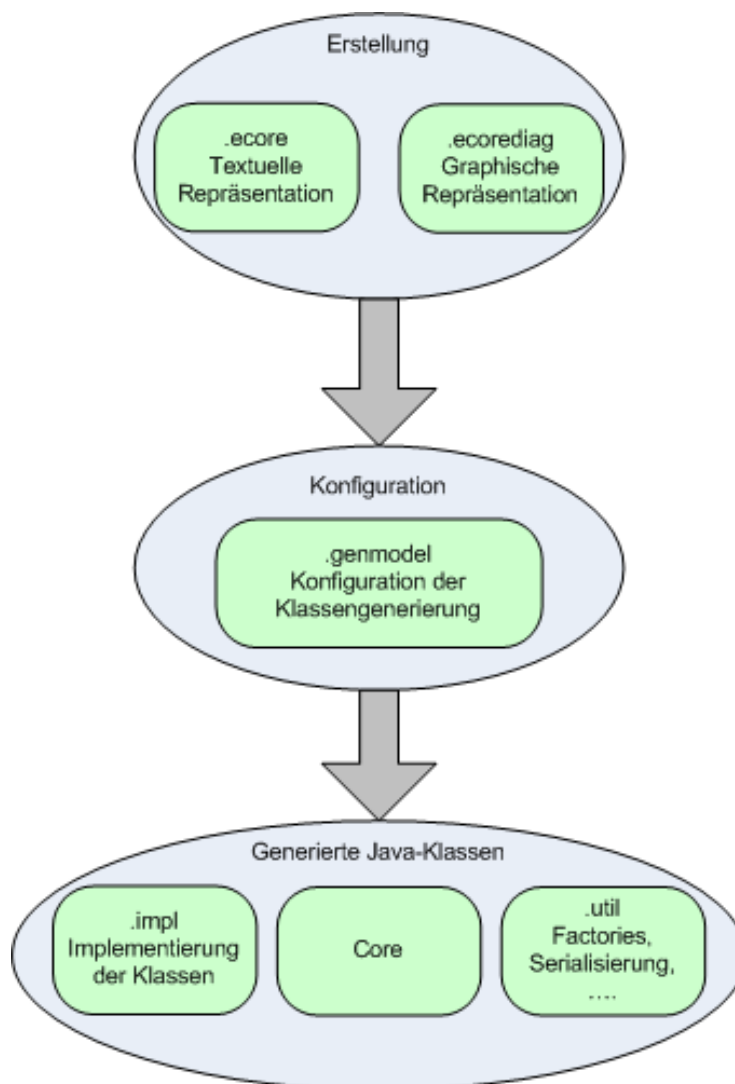 Erstellung
.ecore
Textuelle
Repräsentation
.ecorediag
Graphische
Repräsentation
Konfiguration
.genmodel
Konfiguration der
Klassengenerierung
Generierte Java-Klassen
.impl
Implementierung
der Klassen
Core
.util
Factories,
Serialisierung,
....